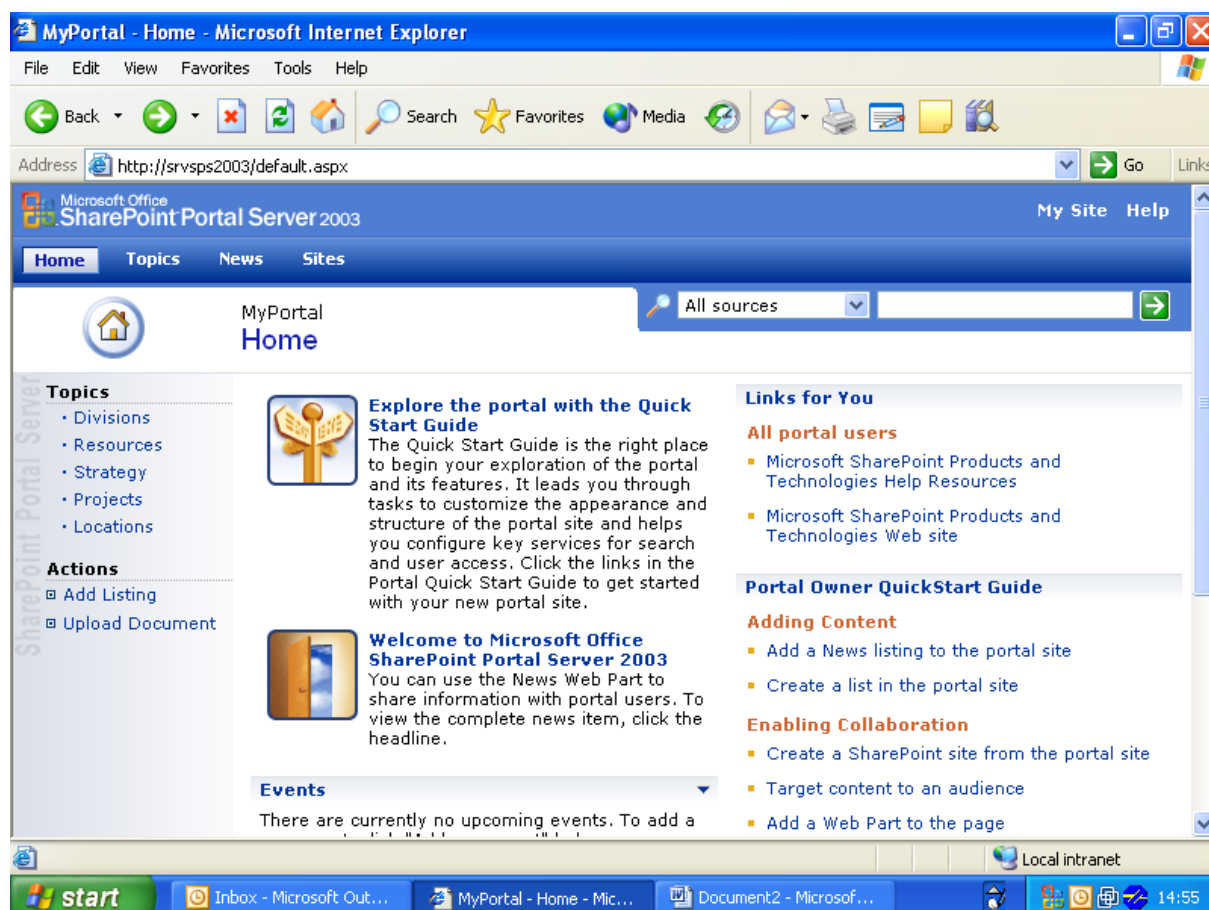 MyPortal - Home - Microsoft Internet Explorer
File Edit View Favorites Tools Help
Back Search Favorites Media
Address http://srvsps2003/default.aspx Go Links
Microsoft Office
SharePoint Portal Server 2003
My Site Help
Home Topics News Sites
MyPortal
Home
All sources
SharePoint Portal Server
Topics
Divisions
Resources
Strategy
Projects
Locations
Actions
Add Listing
Upload Document
Explore the portal with the Quick
Start Guide
The Quick Start Guide is the right place
to begin your exploration of the portal
and its features. It leads you through
tasks to customize the appearance and
structure of the portal site and helps
you configure key services for search
and user access. Click the links in the
Portal Quick Start Guide to get started
with your new portal site.
Welcome to Microsoft Office
SharePoint Portal Server 2003
You can use the News Web Part to
share information with portal users. To
view the complete news item, click the
headline.
Events
There are currently no upcoming events. To add a
Links for You
All portal users
Microsoft SharePoint Products and
Technologies Help Resources
Microsoft SharePoint Products and
Technologies Web site
Portal Owner QuickStart Guide
Adding Content
Add a News listing to the portal site
Create a list in the portal site
Enabling Collaboration
Create a SharePoint site from the portal site
Target content to an audience
Add a Web Part to the page
Local intranet
start Inbox - Microsoft Out... MyPortal - Home - Mic... Document2 - Microsof... 14:55